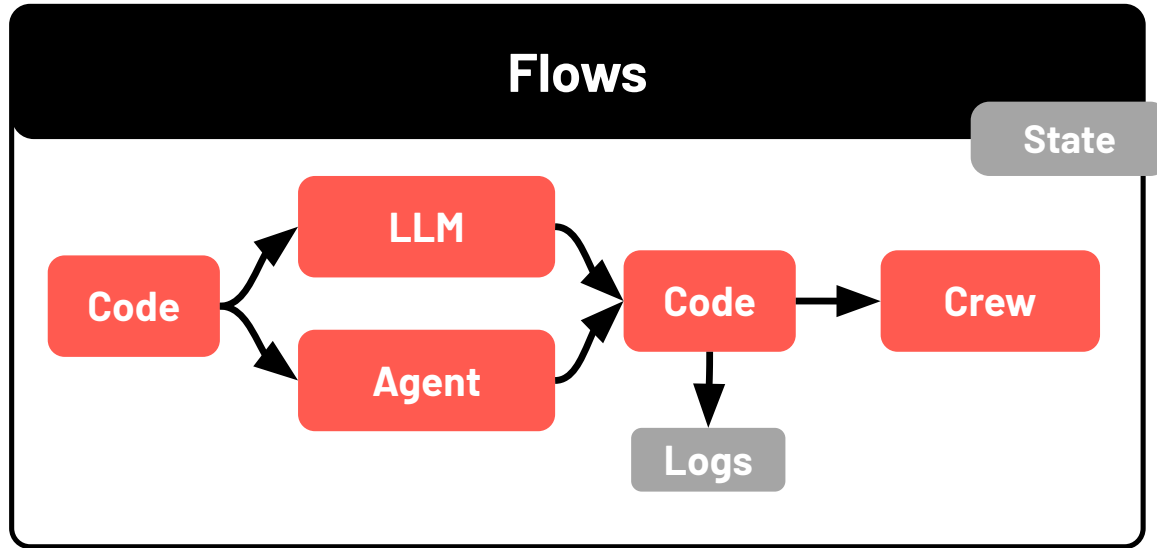 Flows
State
LLM
Code
Agent
Code
Crew
Logs